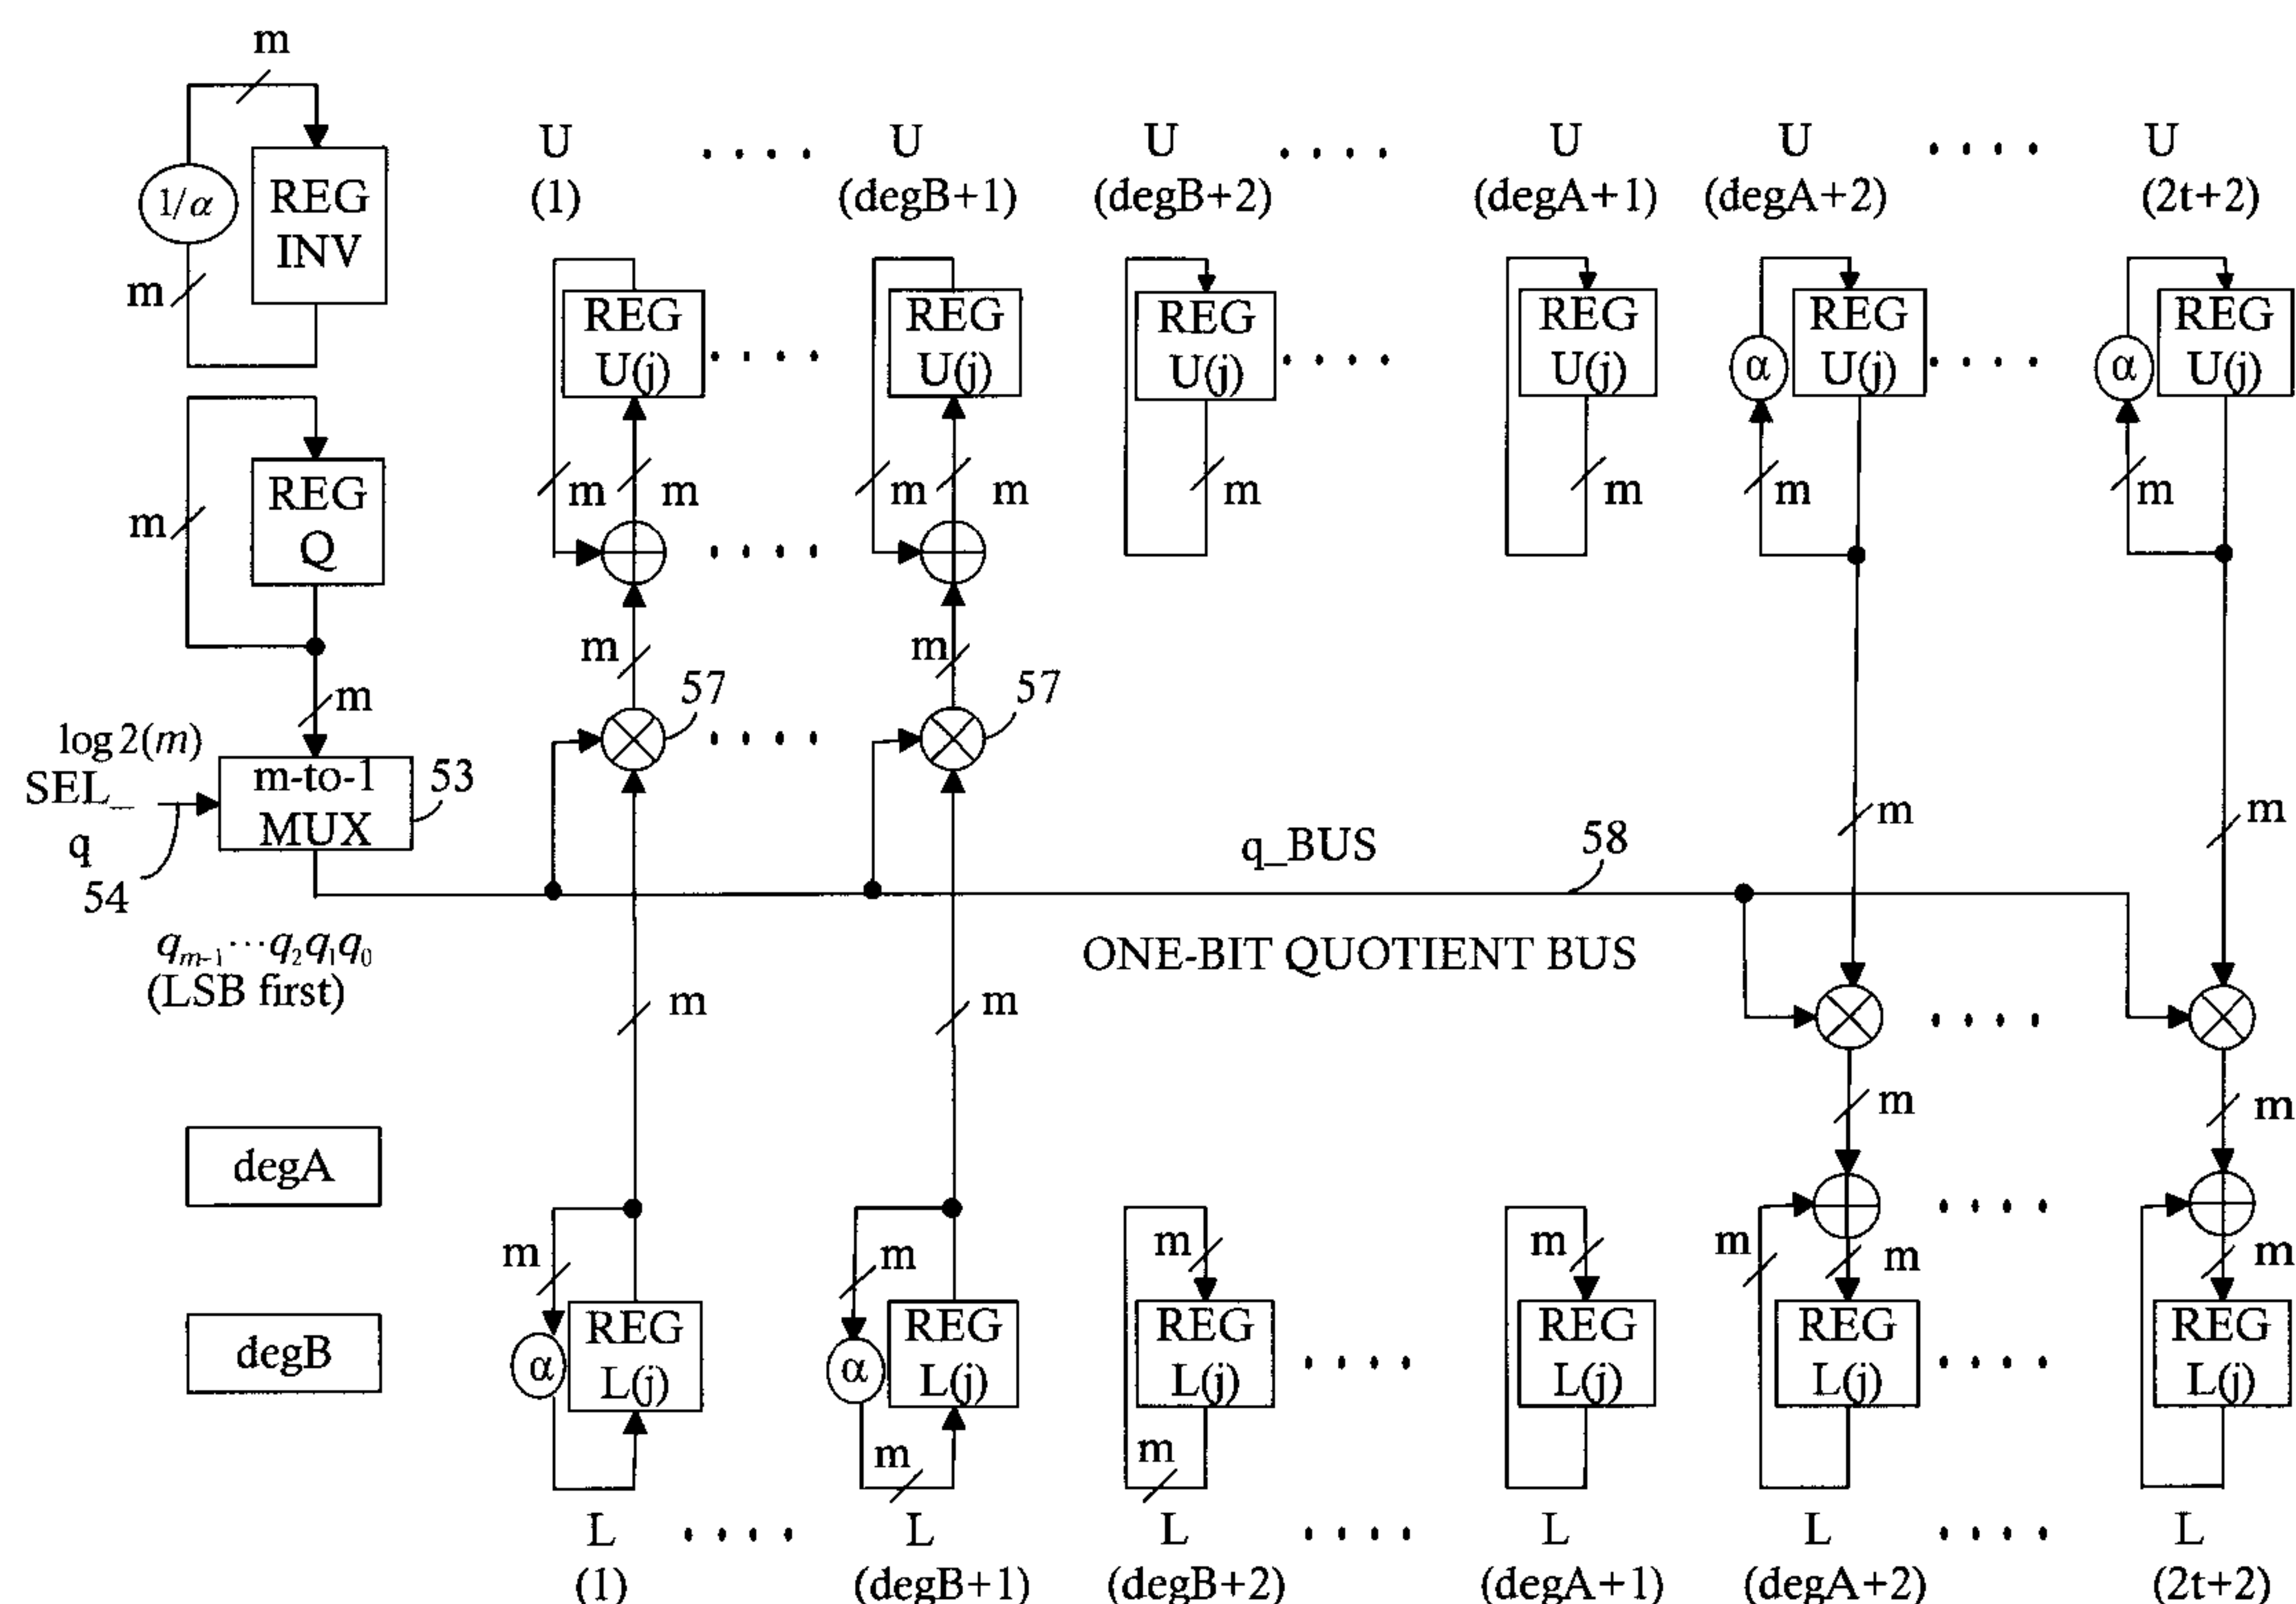 m
U U U U U U
(1) (degB+1) (degB+2) (degA+1) (degA+2) (2t+2)
1/α REG INV
m
REG U(j) REG U(j) REG U(j) REG U(j) α REG U(j) α REG U(j)
m REG Q
m m m m m m m m
m m m
57 57
log2(m)
SEL_ q
m-to-1 MUX
53
54
m m
q_BUS 58
q_{m-1}···q_2q_1q_0
(LSB first)
ONE-BIT QUOTIENT BUS
m m
m m
degA
m m m m m m m
degB
α REG L(j) α REG L(j) REG L(j) REG L(j) REG L(j) REG L(j)
m m
L L L L L L
(1) (degB+1) (degB+2) (degA+1) (degA+2) (2t+2)